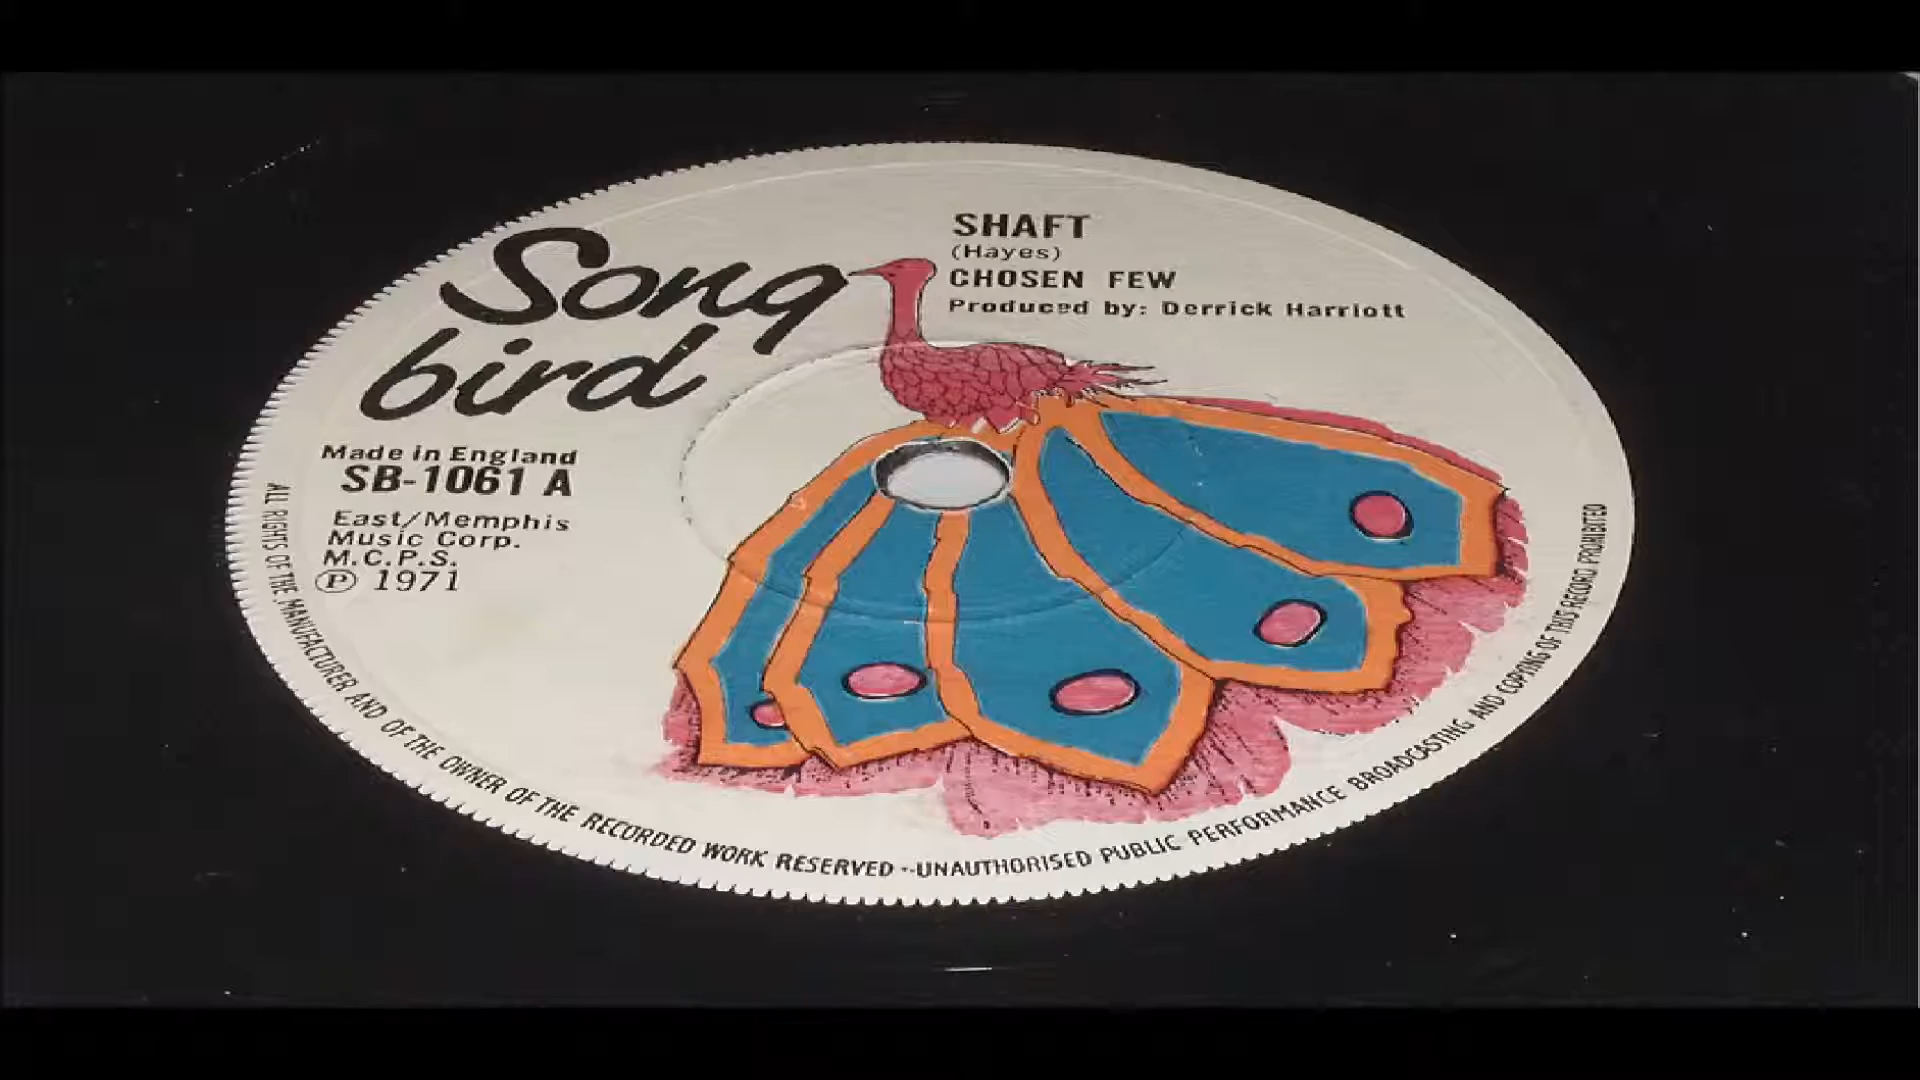 SHAFT
(Hayes)
CHOSEN FEW
Produced by: Derrick Harriott
Song
bird
Made in England
SB-1061 A
East/Memphis
Music Corp.
M.C.P.S.
Ⓟ 1971
ALL RIGHTS OF THE MANUFACTURER AND OF THE OWNER OF THE RECORDED WORK RESERVED -- UNAUTHORISED PUBLIC PERFORMANCE BROADCASTING AND COPYING OF THIS RECORD PROHIBITED